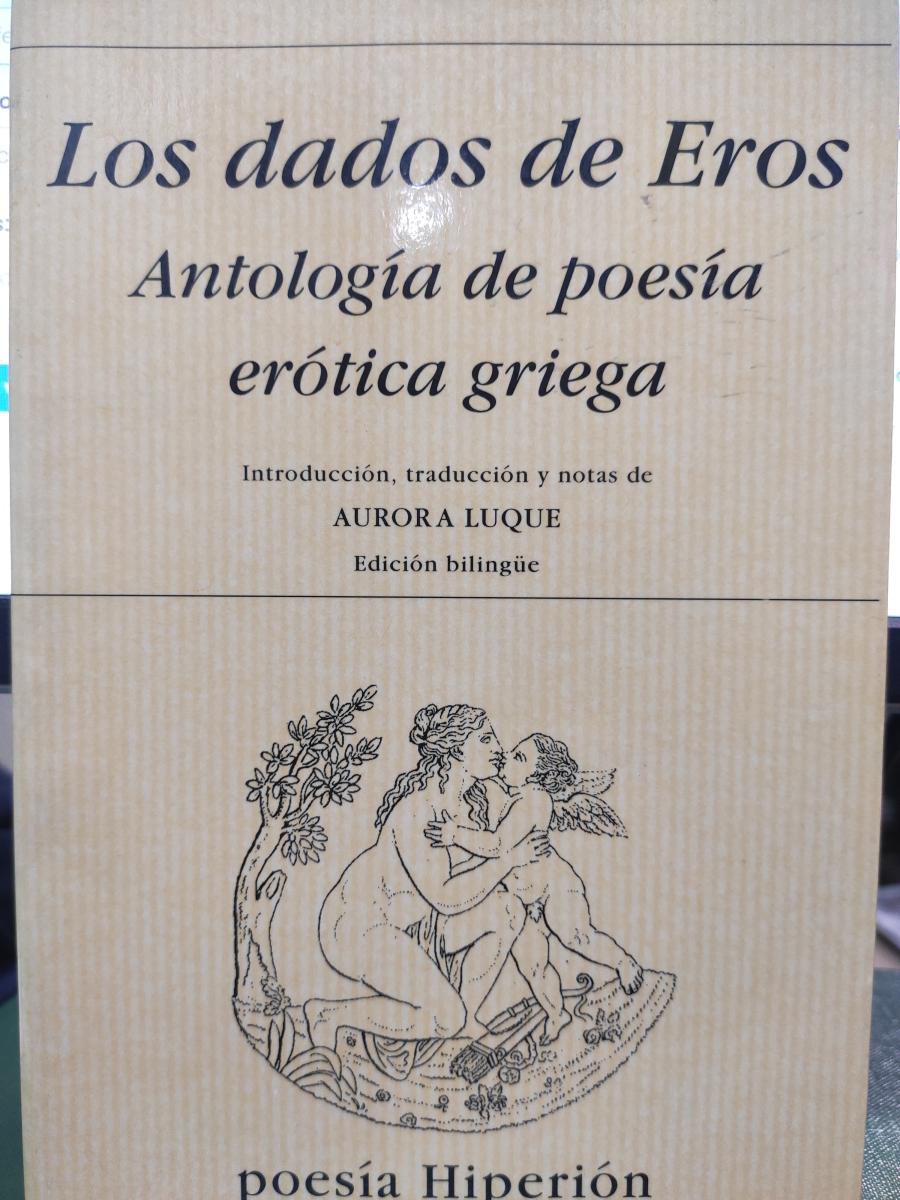 Los dados de Eros
Antología de poesía
erótica griega
Introducción, traducción y notas de
AURORA LUQUE
Edición bilingüe
poesía Hiperión